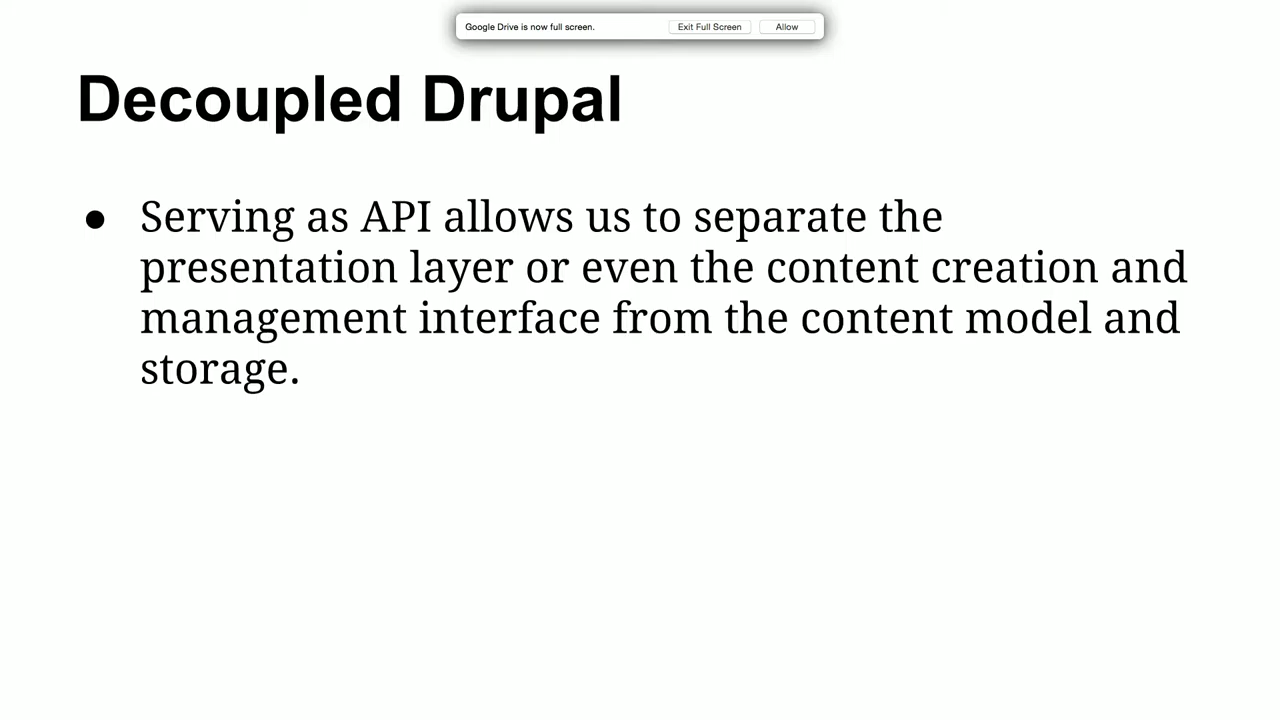 Google Drive is now full screen. Exit Full Screen Allow
Decoupled Drupal
● Serving as API allows us to separate the
presentation layer or even the content creation and
management interface from the content model and
storage.